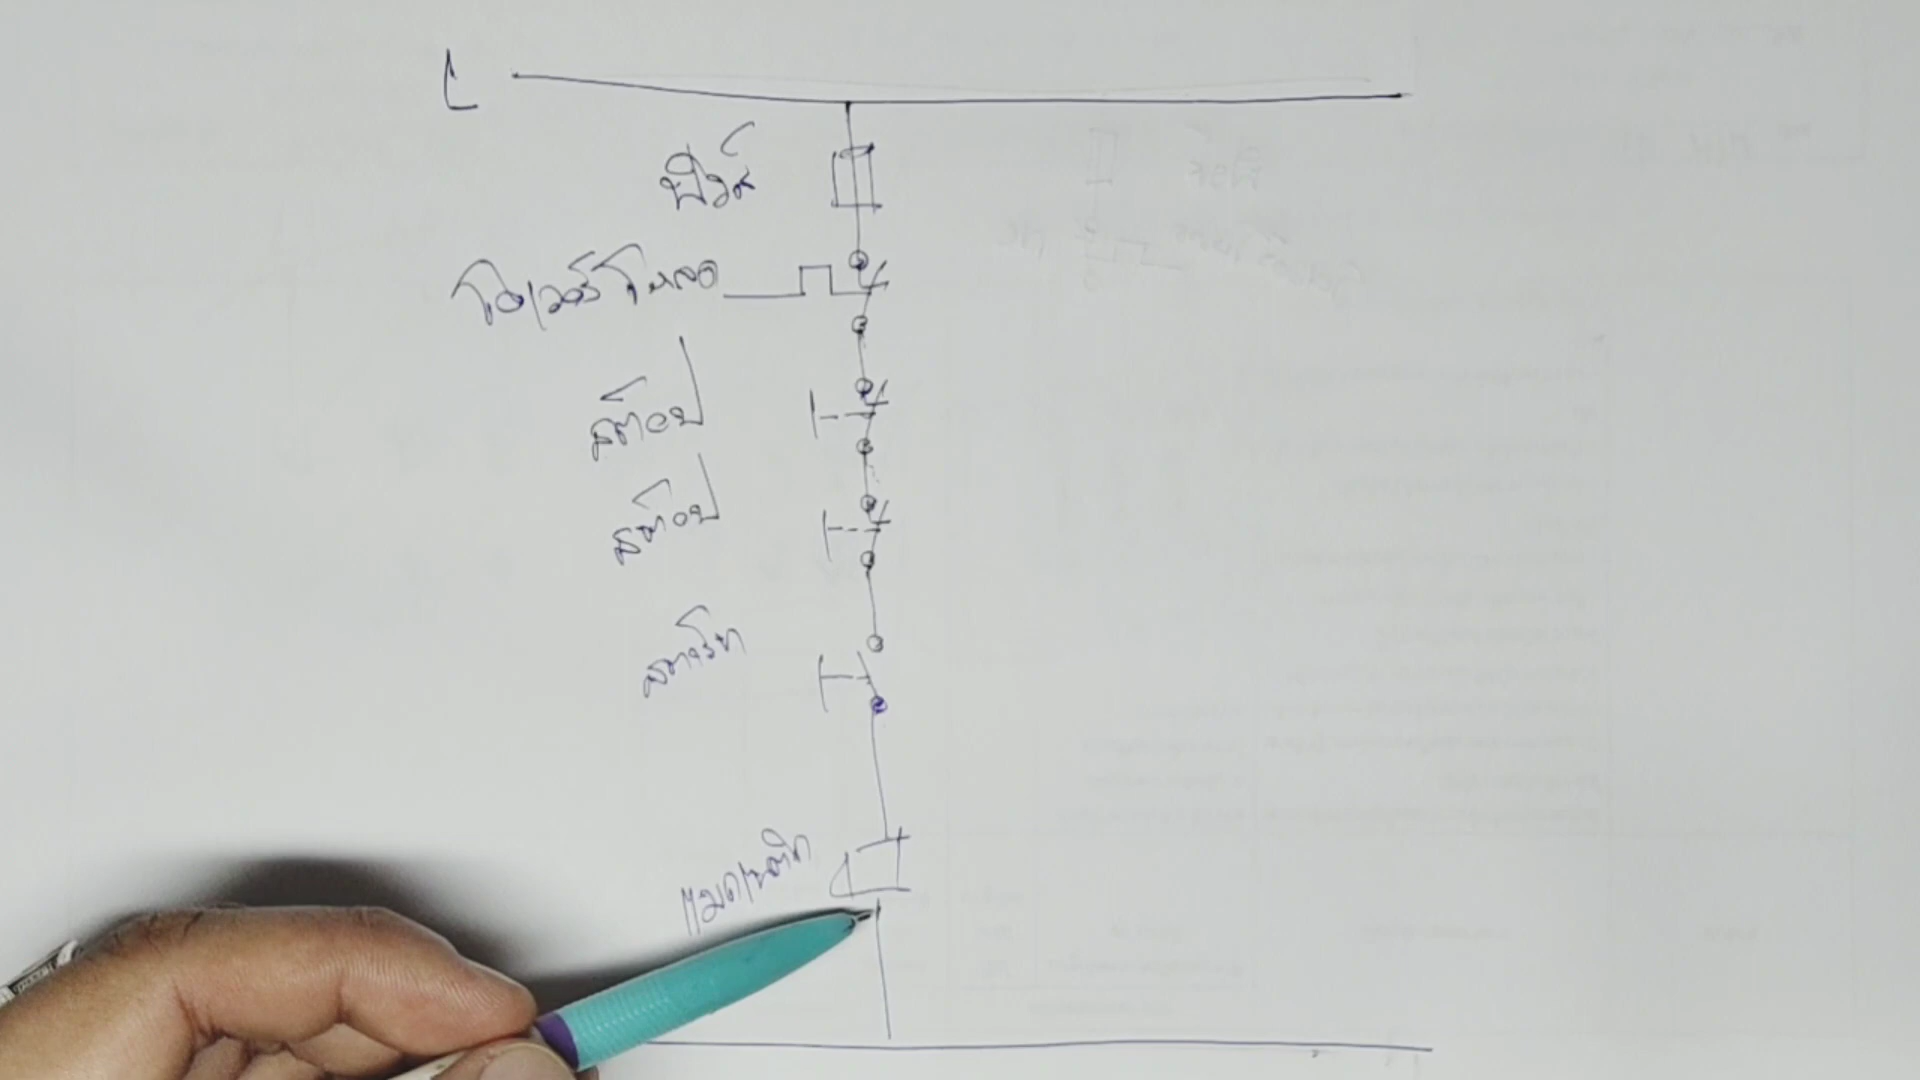 L
ฟิวส์
โอเวอร์โหลด
สต๊อป
สต๊อป
สตาร์ท
แมกเนติก